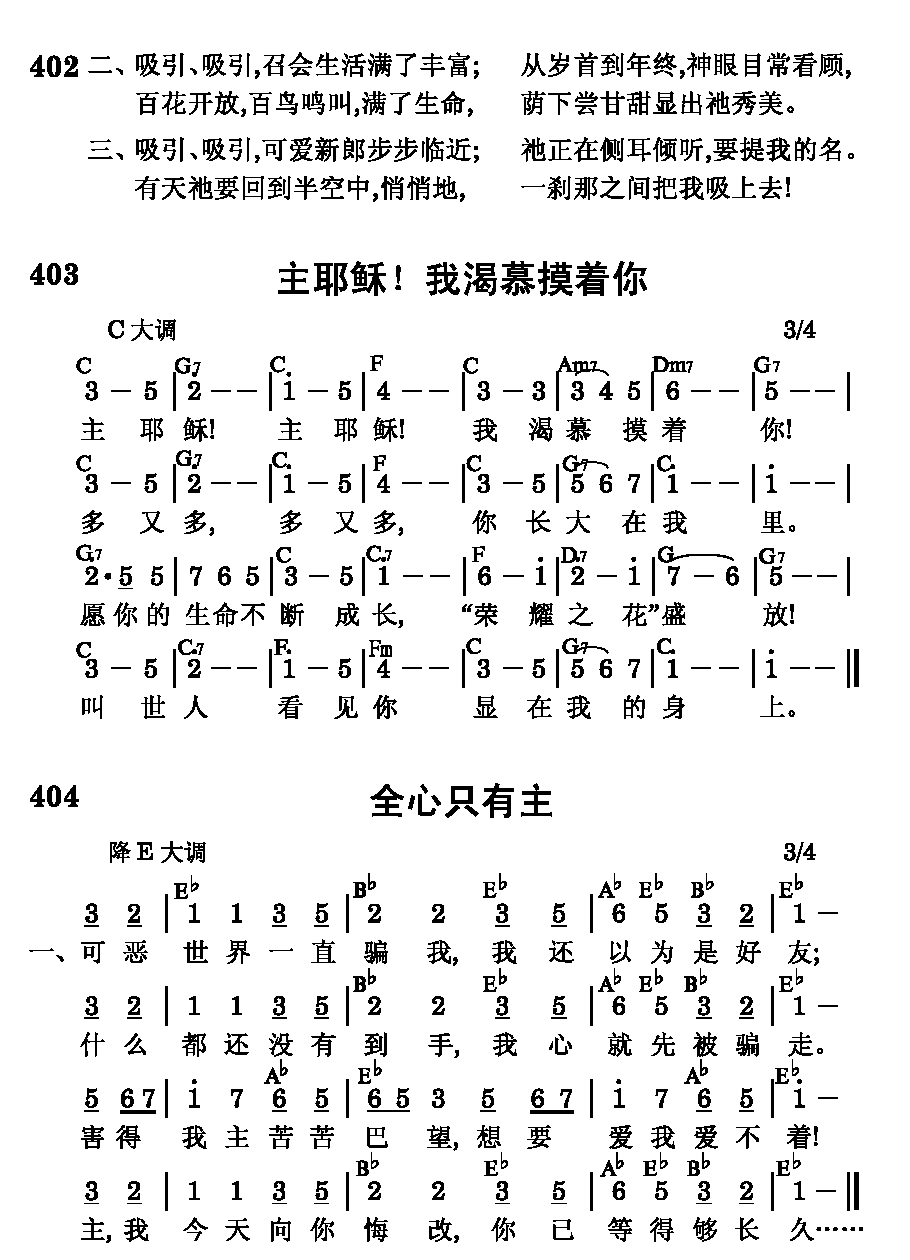 402 二、吸引、吸引,召会生活满了丰富; 从岁首到年终,神眼目常看顾,
百花开放,百鸟鸣叫,满了生命, 荫下尝甘甜显出祂秀美。
三、吸引、吸引,可爱新郎步步临近; 祂正在侧耳倾听,要提我的名。
有天祂要回到半空中,悄悄地, 一刹那之间把我吸上去!
403 主耶稣！我渴慕摸着你
C 大调 3/4
C G7 C F C Am7 Dm7 G7
3 – 5 | 2 – – | 1 – 5 | 4 – – | 3 – 3 | 3 4 5 | 6 – – | 5 – – |
主 耶 稣! 主 耶 稣! 我 渴 慕 摸 着 你!
C G7 C F C G7 C
3 – 5 | 2 – – | 1 – 5 | 4 – – | 3 – 5 | 5 6 7 | 1 – – | 1 – – |
多 又 多, 多 又 多, 你 长 大 在 我 里。
G7 C C7 F D7 G G7
2· 5 5 | 7 6 5 | 3 – 5 | 1 – – | 6 – 1 | 2 – 1 | 7 – 6 | 5 – – |
愿 你 的 生 命 不 断 成 长, “荣 耀 之 花”盛 放!
C C7 F Fm C G7 C
3 – 5 | 2 – – | 1 – 5 | 4 – – | 3 – 5 | 5 6 7 | 1 – – | 1 – – ‖
叫 世 人 看 见 你 显 在 我 的 身 上。
404 全心只有主
降 E 大调 3/4
E♭ B♭ E♭ A♭ E♭ B♭ E♭
3 2 | 1 1 3 5 | 2 2 3 5 | 6 5 3 2 | 1 –
一、可 恶 世 界 一 直 骗 我, 我 还 以 为 是 好 友;
B♭ E♭ A♭ E♭ B♭ E♭
3 2 | 1 1 3 5 | 2 2 3 5 | 6 5 3 2 | 1 –
什 么 都 还 没 有 到 手, 我 心 就 先 被 骗 走。
A♭ E♭ A♭ E♭
5 6 7 | 1 7 6 5 | 6 5 3 5 6 7 | 1 7 6 5 | 1 –
害 得 我 主 苦 苦 巴 望, 想 要 爱 我 爱 不 着!
B♭ E♭ A♭ E♭ B♭ E♭
3 2 | 1 1 3 5 | 2 2 3 5 | 6 5 3 2 | 1 – ‖
主, 我 今 天 向 你 悔 改, 你 已 等 得 够 长 久……